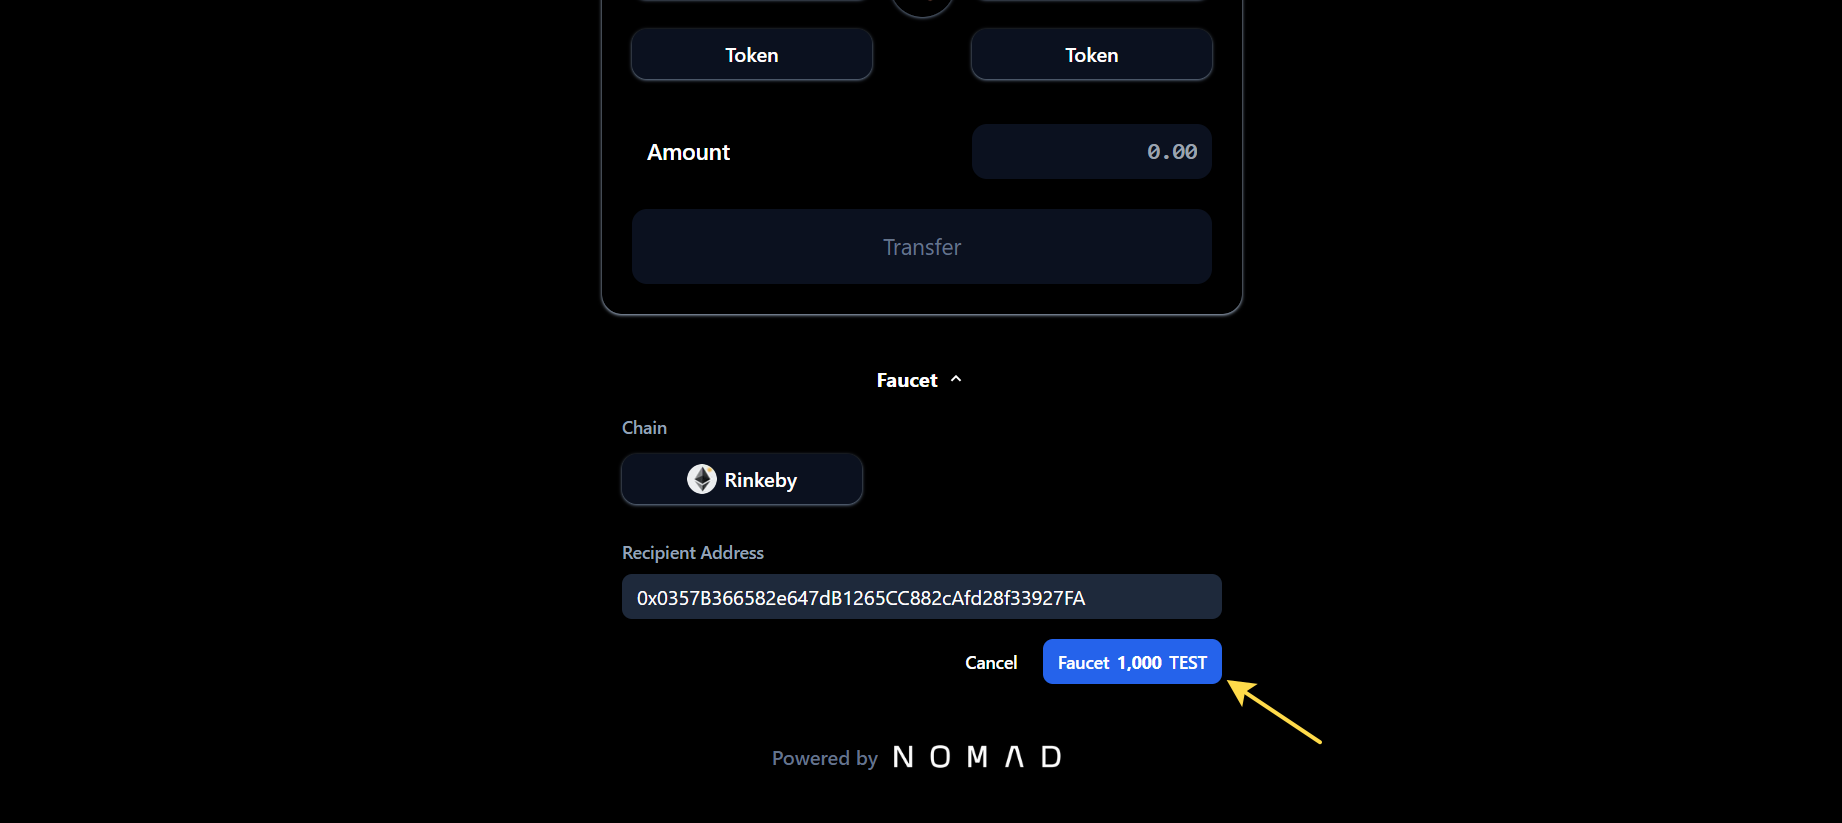 Token Token
Amount 0.00
Transfer
Faucet
Chain
Rinkeby
Recipient Address
0x0357B366582e647dB1265CC882cAfd28f33927FA
Cancel Faucet 1,000 TEST
Powered by NOMAD